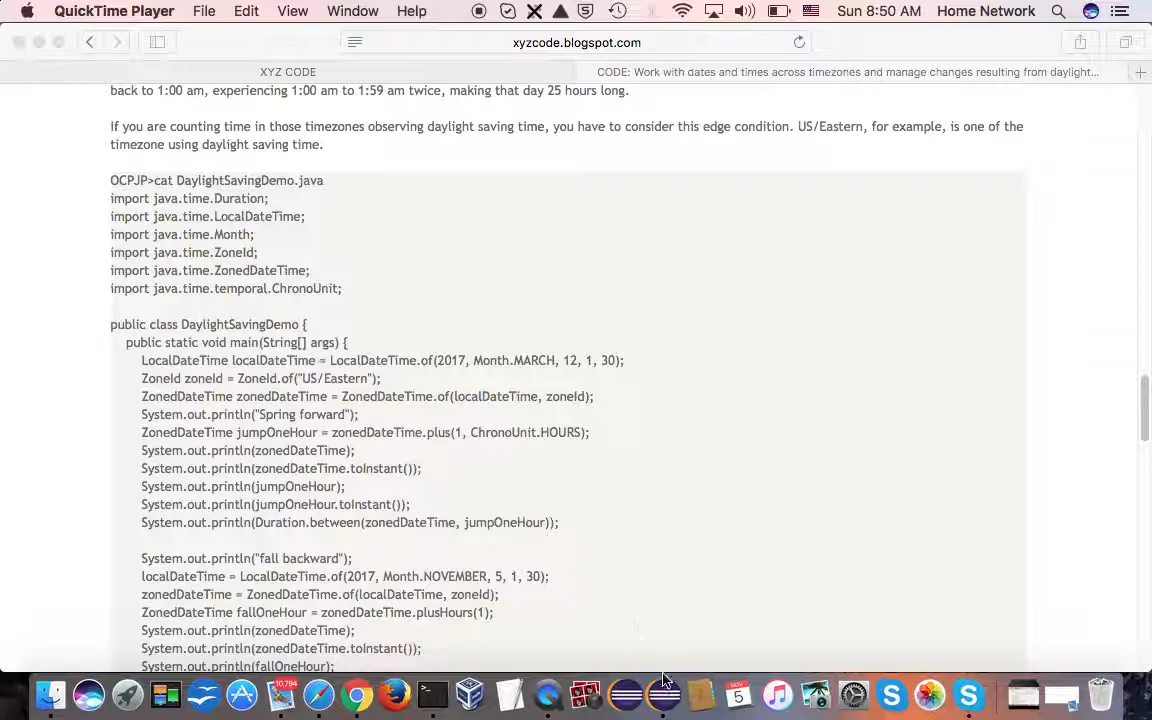 QuickTime Player File Edit View Window Help Sun 8:50 AM Home Network
xyzcode.blogspot.com
XYZ CODE
CODE: Work with dates and times across timezones and manage changes resulting from daylight...
back to 1:00 am, experiencing 1:00 am to 1:59 am twice, making that day 25 hours long.
If you are counting time in those timezones observing daylight saving time, you have to consider this edge condition. US/Eastern, for example, is one of the
timezone using daylight saving time.
OCPJP>cat DaylightSavingDemo.java
import java.time.Duration;
import java.time.LocalDateTime;
import java.time.Month;
import java.time.ZoneId;
import java.time.ZonedDateTime;
import java.time.temporal.ChronoUnit;
public class DaylightSavingDemo {
public static void main(String[] args) {
LocalDateTime localDateTime = LocalDateTime.of(2017, Month.MARCH, 12, 1, 30);
ZoneId zoneId = ZoneId.of("US/Eastern");
ZonedDateTime zonedDateTime = ZonedDateTime.of(localDateTime, zoneId);
System.out.println("Spring forward");
ZonedDateTime jumpOneHour = zonedDateTime.plus(1, ChronoUnit.HOURS);
System.out.println(zonedDateTime);
System.out.println(zonedDateTime.toInstant());
System.out.println(jumpOneHour);
System.out.println(jumpOneHour.toInstant());
System.out.println(Duration.between(zonedDateTime, jumpOneHour));
System.out.println("fall backward");
localDateTime = LocalDateTime.of(2017, Month.NOVEMBER, 5, 1, 30);
zonedDateTime = ZonedDateTime.of(localDateTime, zoneId);
ZonedDateTime fallOneHour = zonedDateTime.plusHours(1);
System.out.println(zonedDateTime);
System.out.println(zonedDateTime.toInstant());
System.out.println(fallOneHour);
10,794
NOV
5